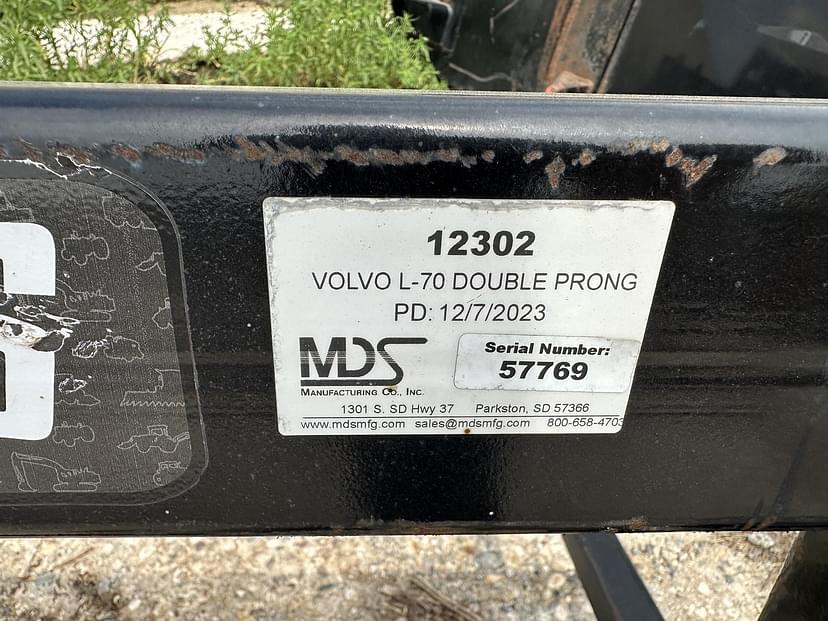 12302
VOLVO L-70 DOUBLE PRONG
PD: 12/7/2023
MDS
MANUFACTURING CO., INC.
Serial Number:
57769
1301 S. SD Hwy 37 Parkston, SD 57366
www.mdsmfg.com sales@mdsmfg.com 800-658-4703